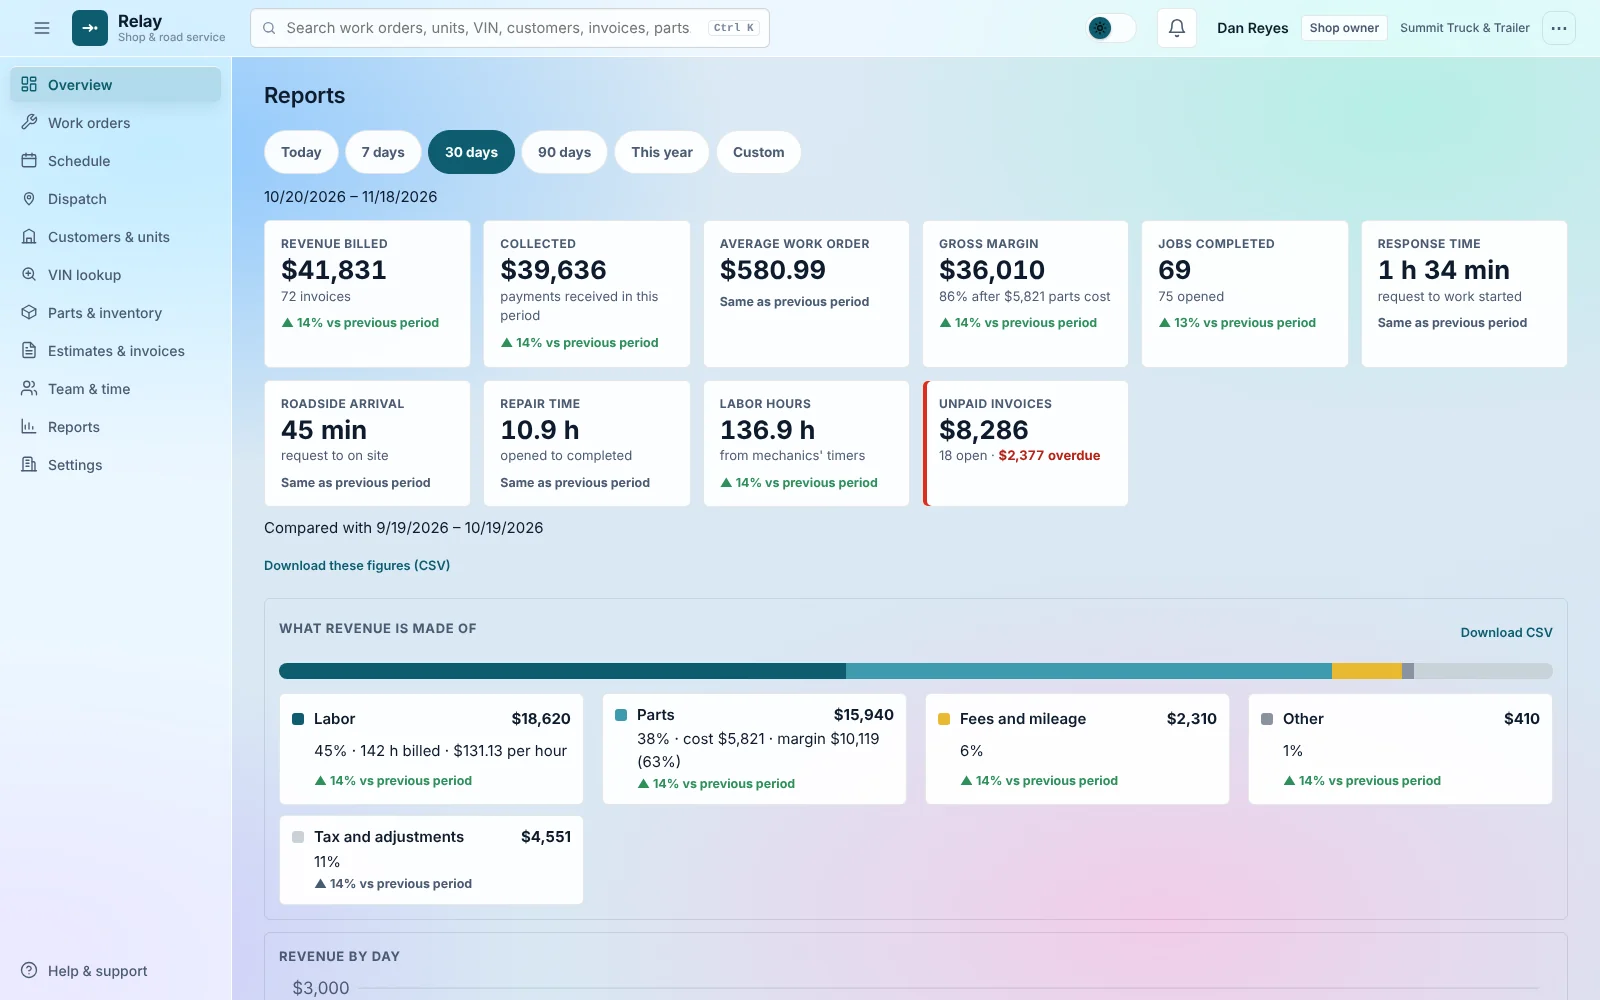 Relay
Shop & road service
Search work orders, units, VIN, customers, invoices, parts
Ctrl K
Dan Reyes
Shop owner
Summit Truck & Trailer
Overview
Work orders
Schedule
Dispatch
Customers & units
VIN lookup
Parts & inventory
Estimates & invoices
Team & time
Reports
Settings
Help & support
Reports
Today
7 days
30 days
90 days
This year
Custom
10/20/2026 – 11/18/2026
REVENUE BILLED
$41,831
72 invoices
▲ 14% vs previous period
COLLECTED
$39,636
payments received in this
period
▲ 14% vs previous period
AVERAGE WORK ORDER
$580.99
Same as previous period
GROSS MARGIN
$36,010
86% after $5,821 parts cost
▲ 14% vs previous period
JOBS COMPLETED
69
75 opened
▲ 13% vs previous period
RESPONSE TIME
1 h 34 min
request to work started
Same as previous period
ROADSIDE ARRIVAL
45 min
request to on site
Same as previous period
REPAIR TIME
10.9 h
opened to completed
Same as previous period
LABOR HOURS
136.9 h
from mechanics' timers
▲ 14% vs previous period
UNPAID INVOICES
$8,286
18 open · $2,377 overdue
Compared with 9/19/2026 – 10/19/2026
Download these figures (CSV)
WHAT REVENUE IS MADE OF
Download CSV
Labor $18,620
45% · 142 h billed · $131.13 per hour
▲ 14% vs previous period
Parts $15,940
38% · cost $5,821 · margin $10,119
(63%)
▲ 14% vs previous period
Fees and mileage $2,310
6%
▲ 14% vs previous period
Other $410
1%
▲ 14% vs previous period
Tax and adjustments $4,551
11%
▲ 14% vs previous period
REVENUE BY DAY
$3,000